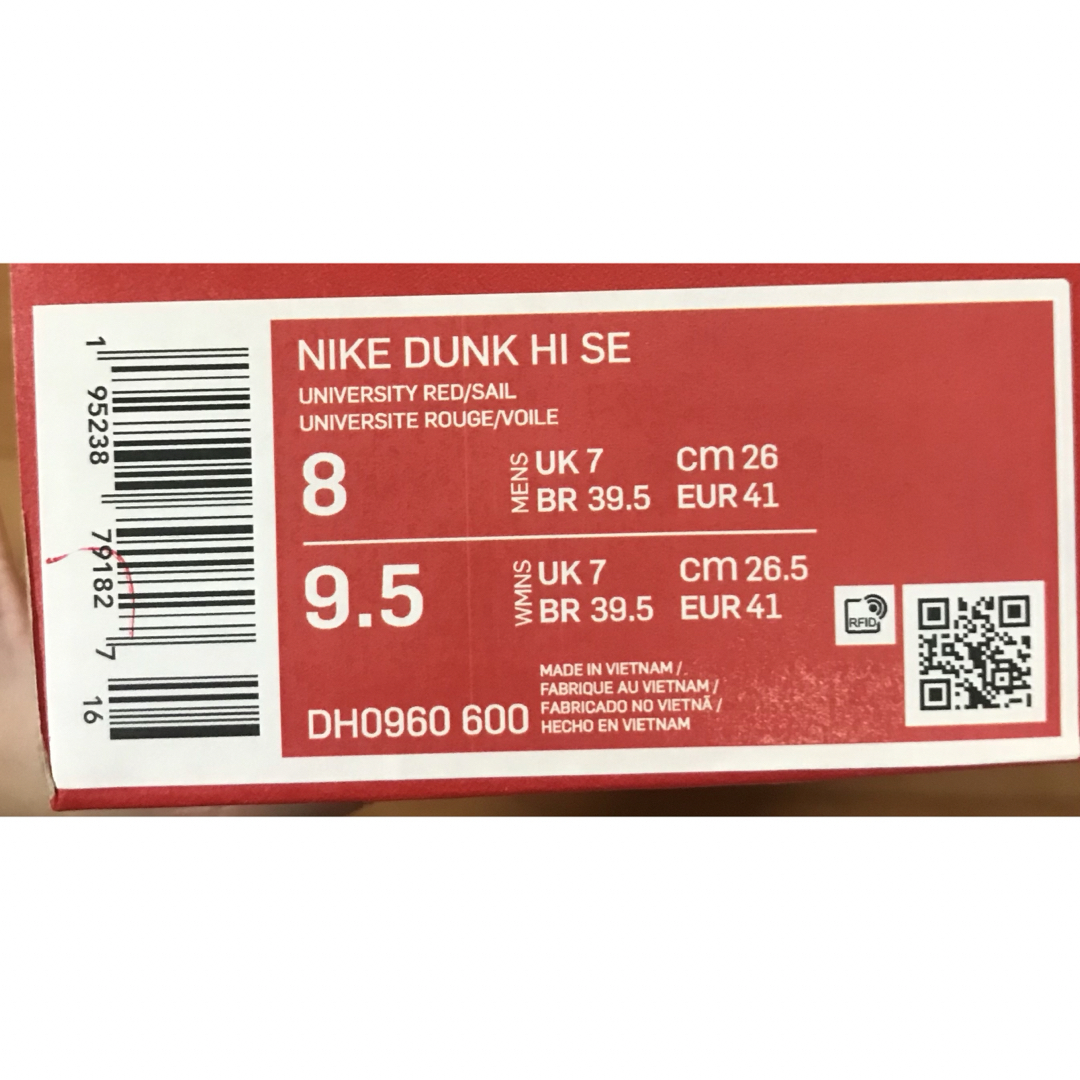 1 95238 79182 7 16
NIKE DUNK HI SE
UNIVERSITY RED/SAIL
UNIVERSITE ROUGE/VOILE
8 MENS UK 7 cm 26
BR 39.5 EUR 41
9.5 WMNS UK 7 cm 26.5
BR 39.5 EUR 41
RFID
MADE IN VIETNAM /
FABRIQUE AU VIETNAM /
FABRICADO NO VIETNÃ /
HECHO EN VIETNAM
DH0960 600